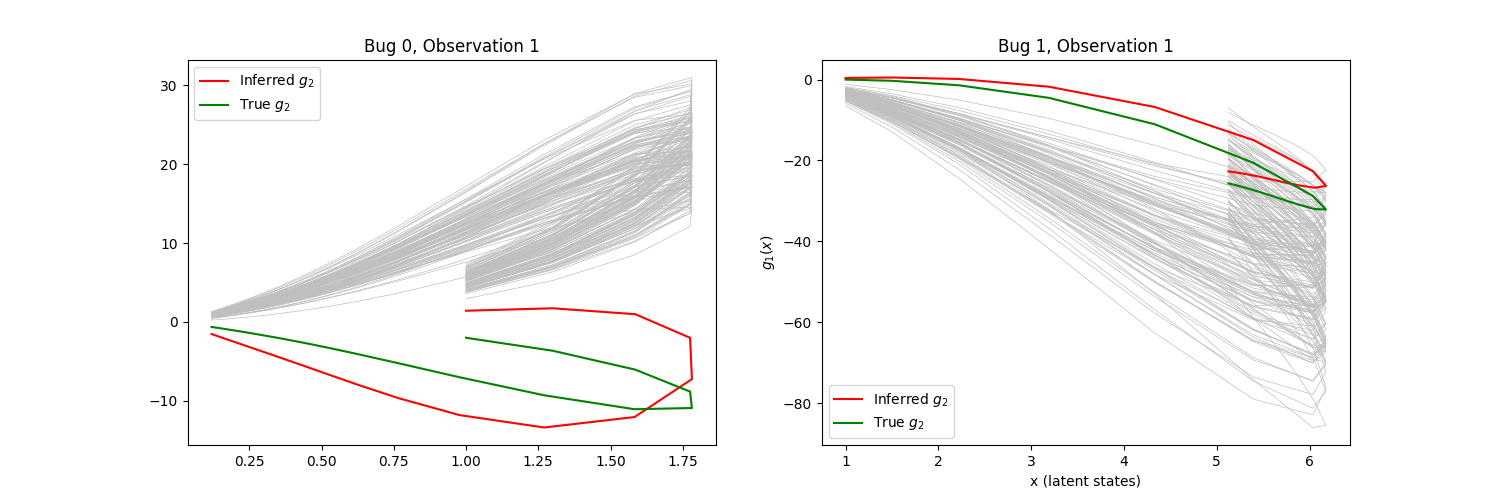 Bug 0, Observation 1
Inferred g₂
True g₂
30
20
10
0
−10
0.25 0.50 0.75 1.00 1.25 1.50 1.75
Bug 1, Observation 1
g₁(x)
0
−20
−40
−60
−80
Inferred g₂
True g₂
1 2 3 4 5 6
x (latent states)